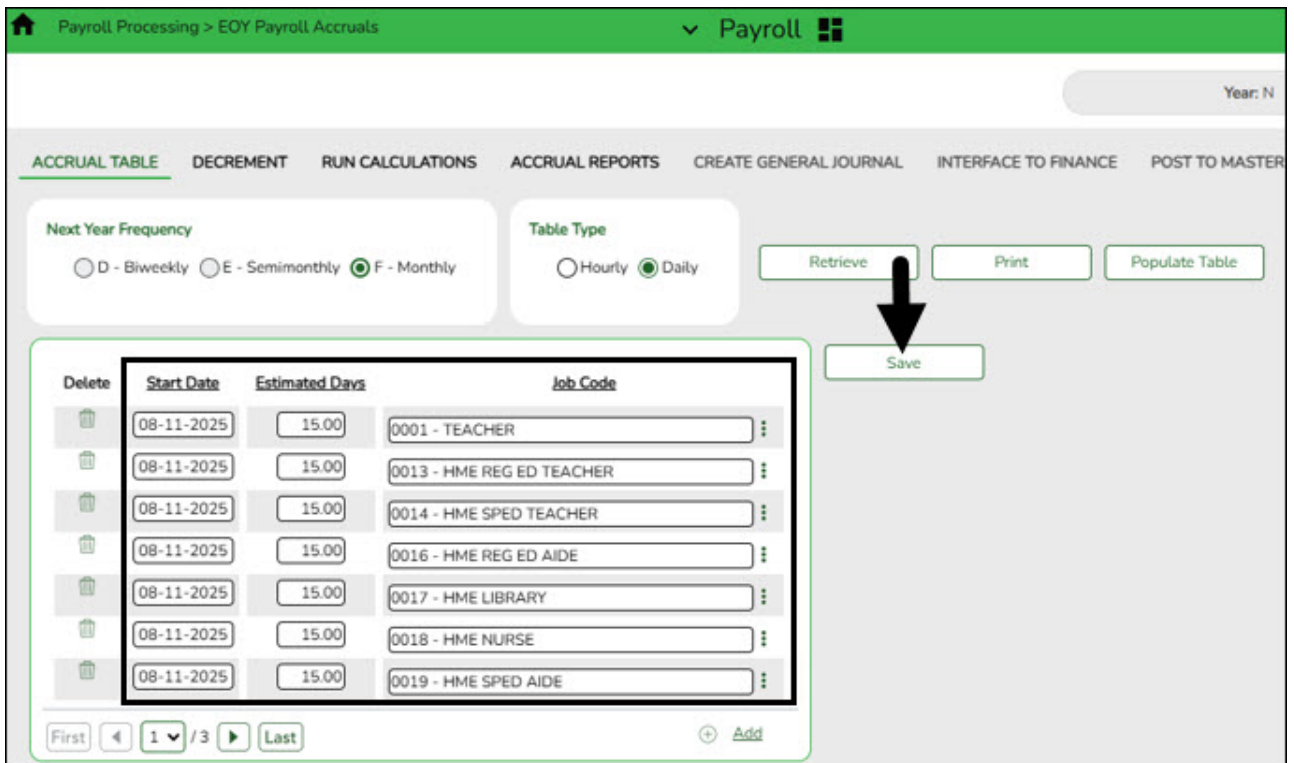 Payroll Processing > EOY Payroll Accruals
Payroll
Year: N
ACCRUAL TABLE DECREMENT RUN CALCULATIONS ACCRUAL REPORTS CREATE GENERAL JOURNAL INTERFACE TO FINANCE POST TO MASTER
Next Year Frequency
D - Biweekly E - Semimonthly F - Monthly
Table Type
Hourly Daily
Retrieve Print Populate Table
Save
Delete Start Date Estimated Days Job Code
08-11-2025 15.00 0001 - TEACHER
08-11-2025 15.00 0013 - HME REG ED TEACHER
08-11-2025 15.00 0014 - HME SPED TEACHER
08-11-2025 15.00 0016 - HME REG ED AIDE
08-11-2025 15.00 0017 - HME LIBRARY
08-11-2025 15.00 0018 - HME NURSE
08-11-2025 15.00 0019 - HME SPED AIDE
First 1 / 3 Last Add